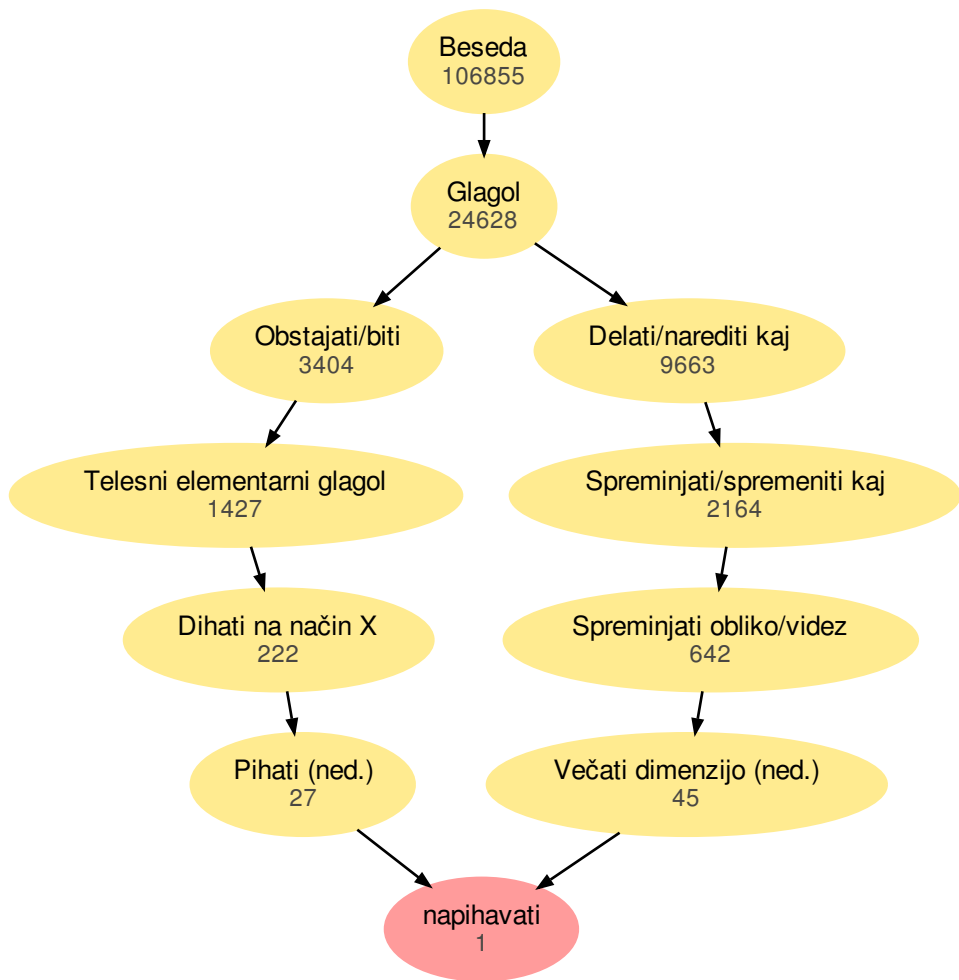 Beseda
106855
Glagol
24628
Obstajati/biti
3404
Delati/narediti kaj
9663
Telesni elementarni glagol
1427
Spreminjati/spremeniti kaj
2164
Dihati na način X
222
Spreminjati obliko/videz
642
Pihati (ned.)
27
Večati dimenzijo (ned.)
45
napihavati
1